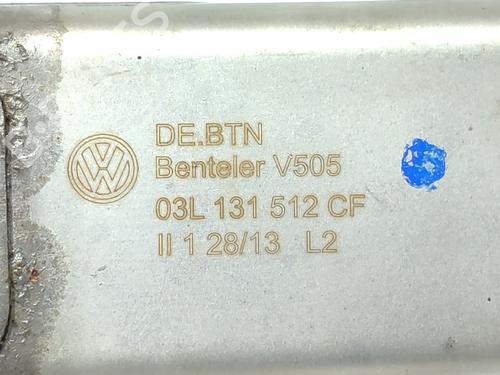 DE.BTN
Benteler V505
03L 131 512 CF
II 1 28/13 L2